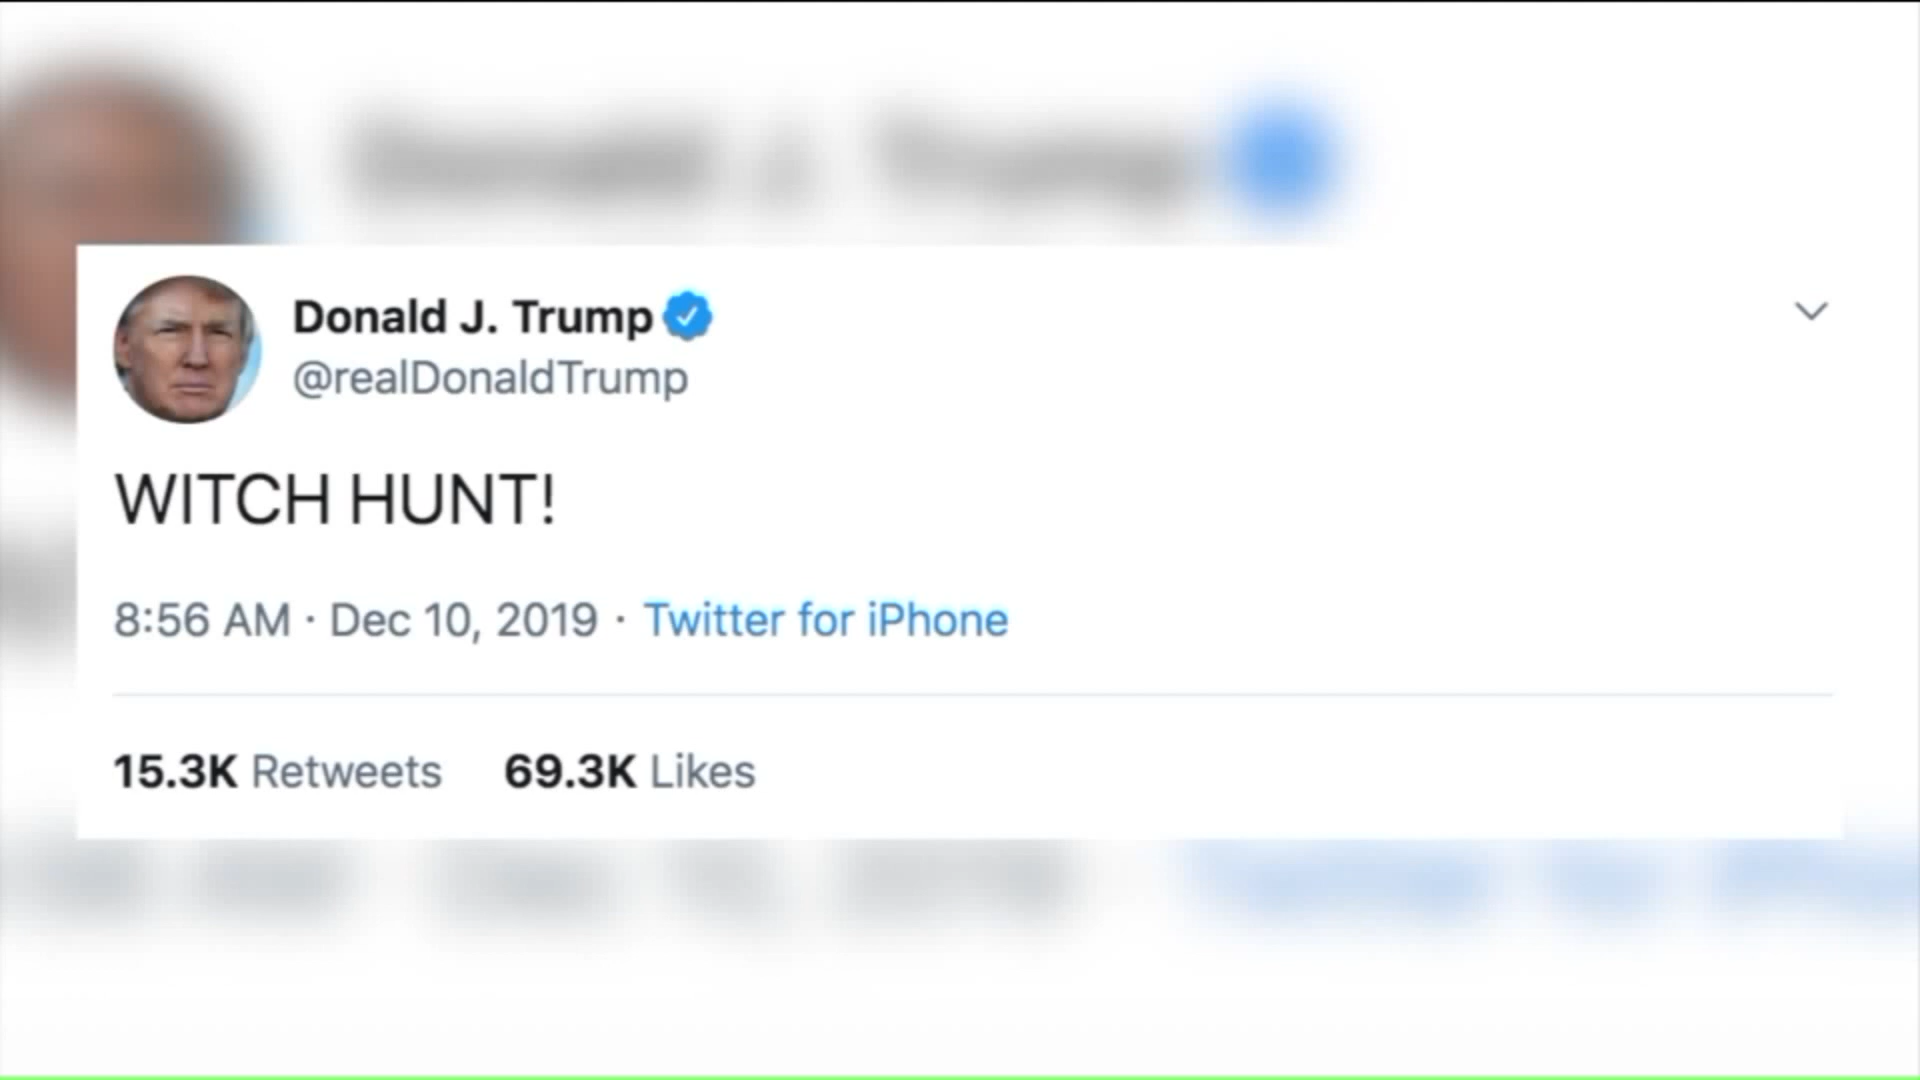 Donald J. Trump
@realDonaldTrump
WITCH HUNT!
8:56 AM · Dec 10, 2019 · Twitter for iPhone
15.3K Retweets 69.3K Likes